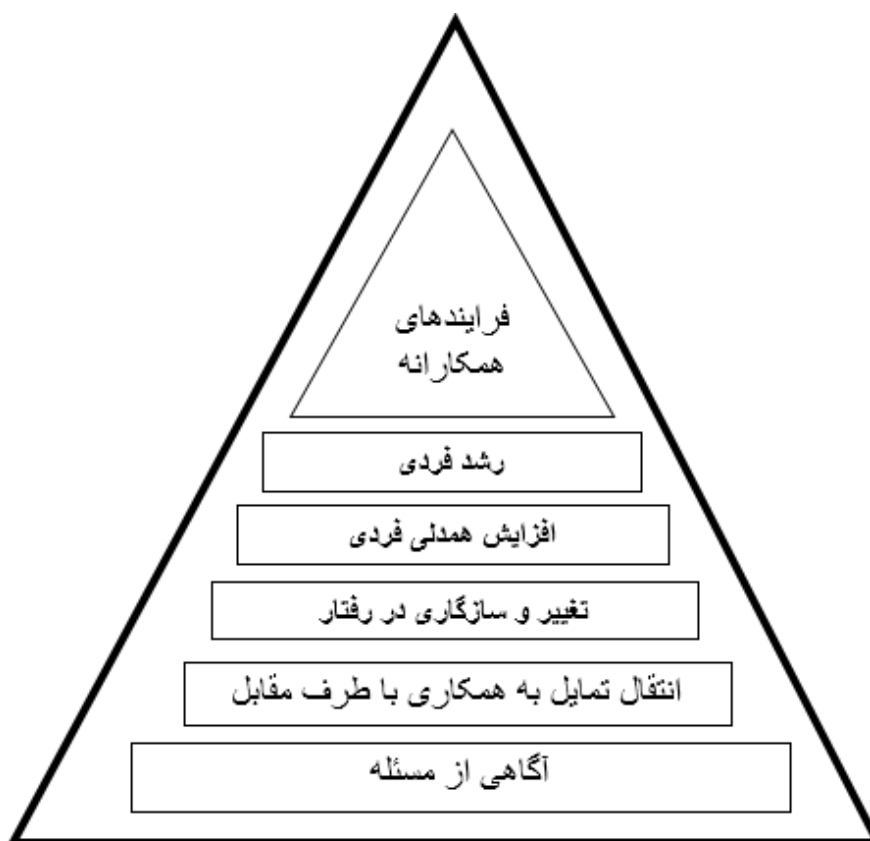 فرایندهای
همکارانه
رشد فردی
افزایش همدلی فردی
تغییر و سازگاری در رفتار
انتقال تمایل به همکاری با طرف مقابل
آگاهی از مسئله